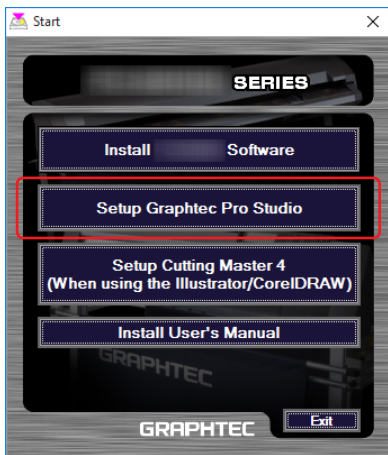 Start
SERIES
Install Software
Setup Graphtec Pro Studio
Setup Cutting Master 4
(When using the Illustrator/CorelDRAW)
Install User's Manual
GRAPHTEC
GRAPHTEC
Exit